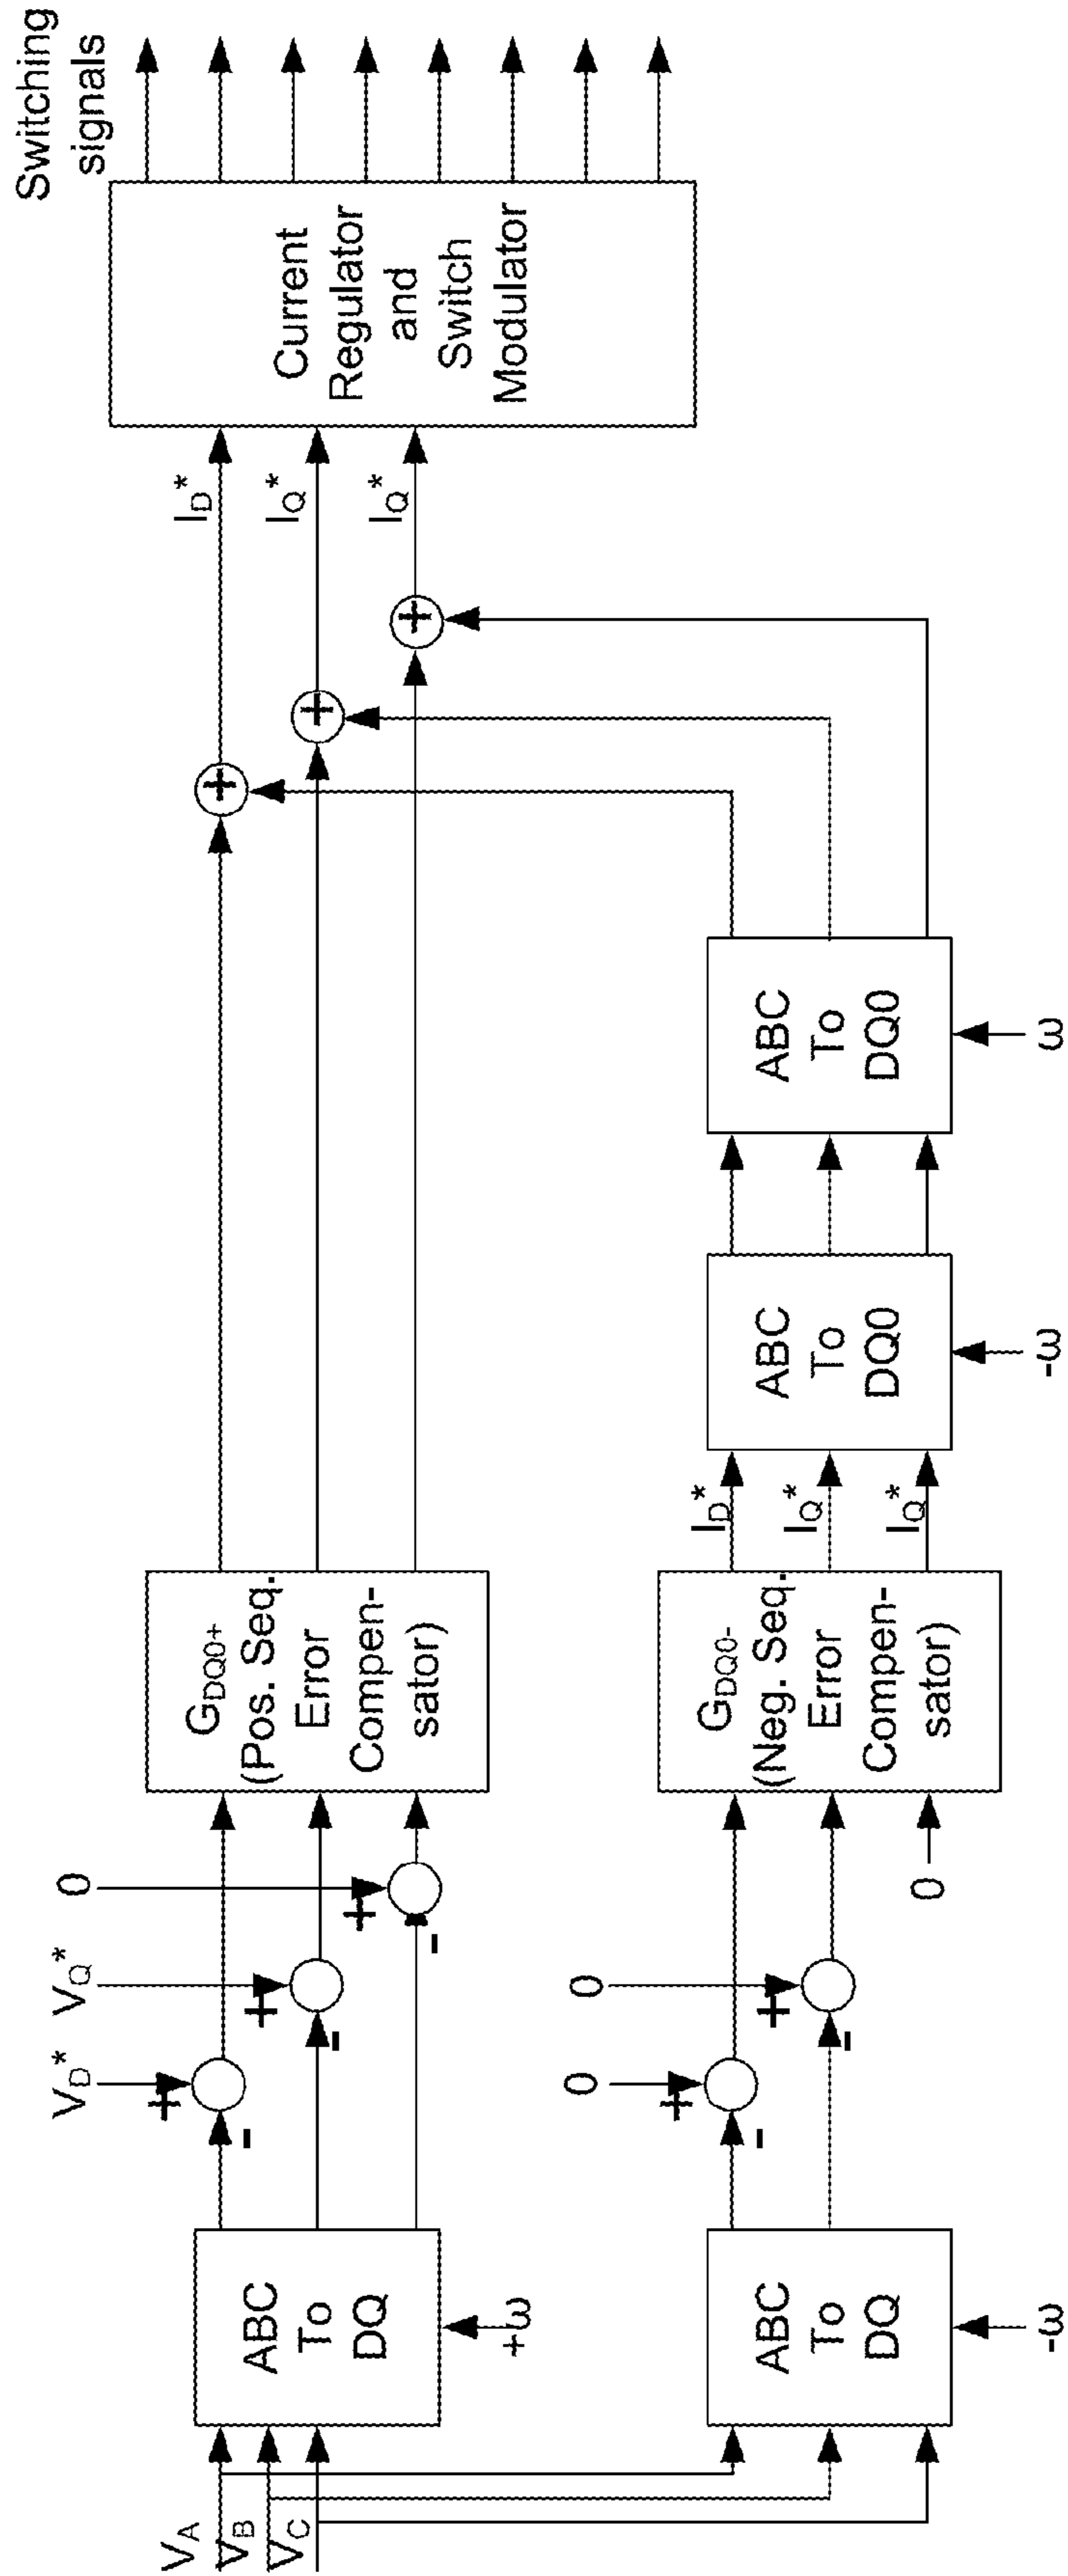 V_A
V_B
V_C
ABC
To
DQ
+ω
V_D*
V_Q*
0
+
-
+
-
+
-
G_DQ0+
(Pos. Seq.
Error
Compen-
sator)
+
+
+
I_D*
I_Q*
I_Q*
Current
Regulator
and
Switch
Modulator
Switching
signals
ABC
To
DQ
-ω
0
0
+
-
+
-
0
G_DQ0-
(Neg. Seq.
Error
Compen-
sator)
I_D*
I_Q*
I_Q*
ABC
To
DQ0
-ω
ABC
To
DQ0
ω